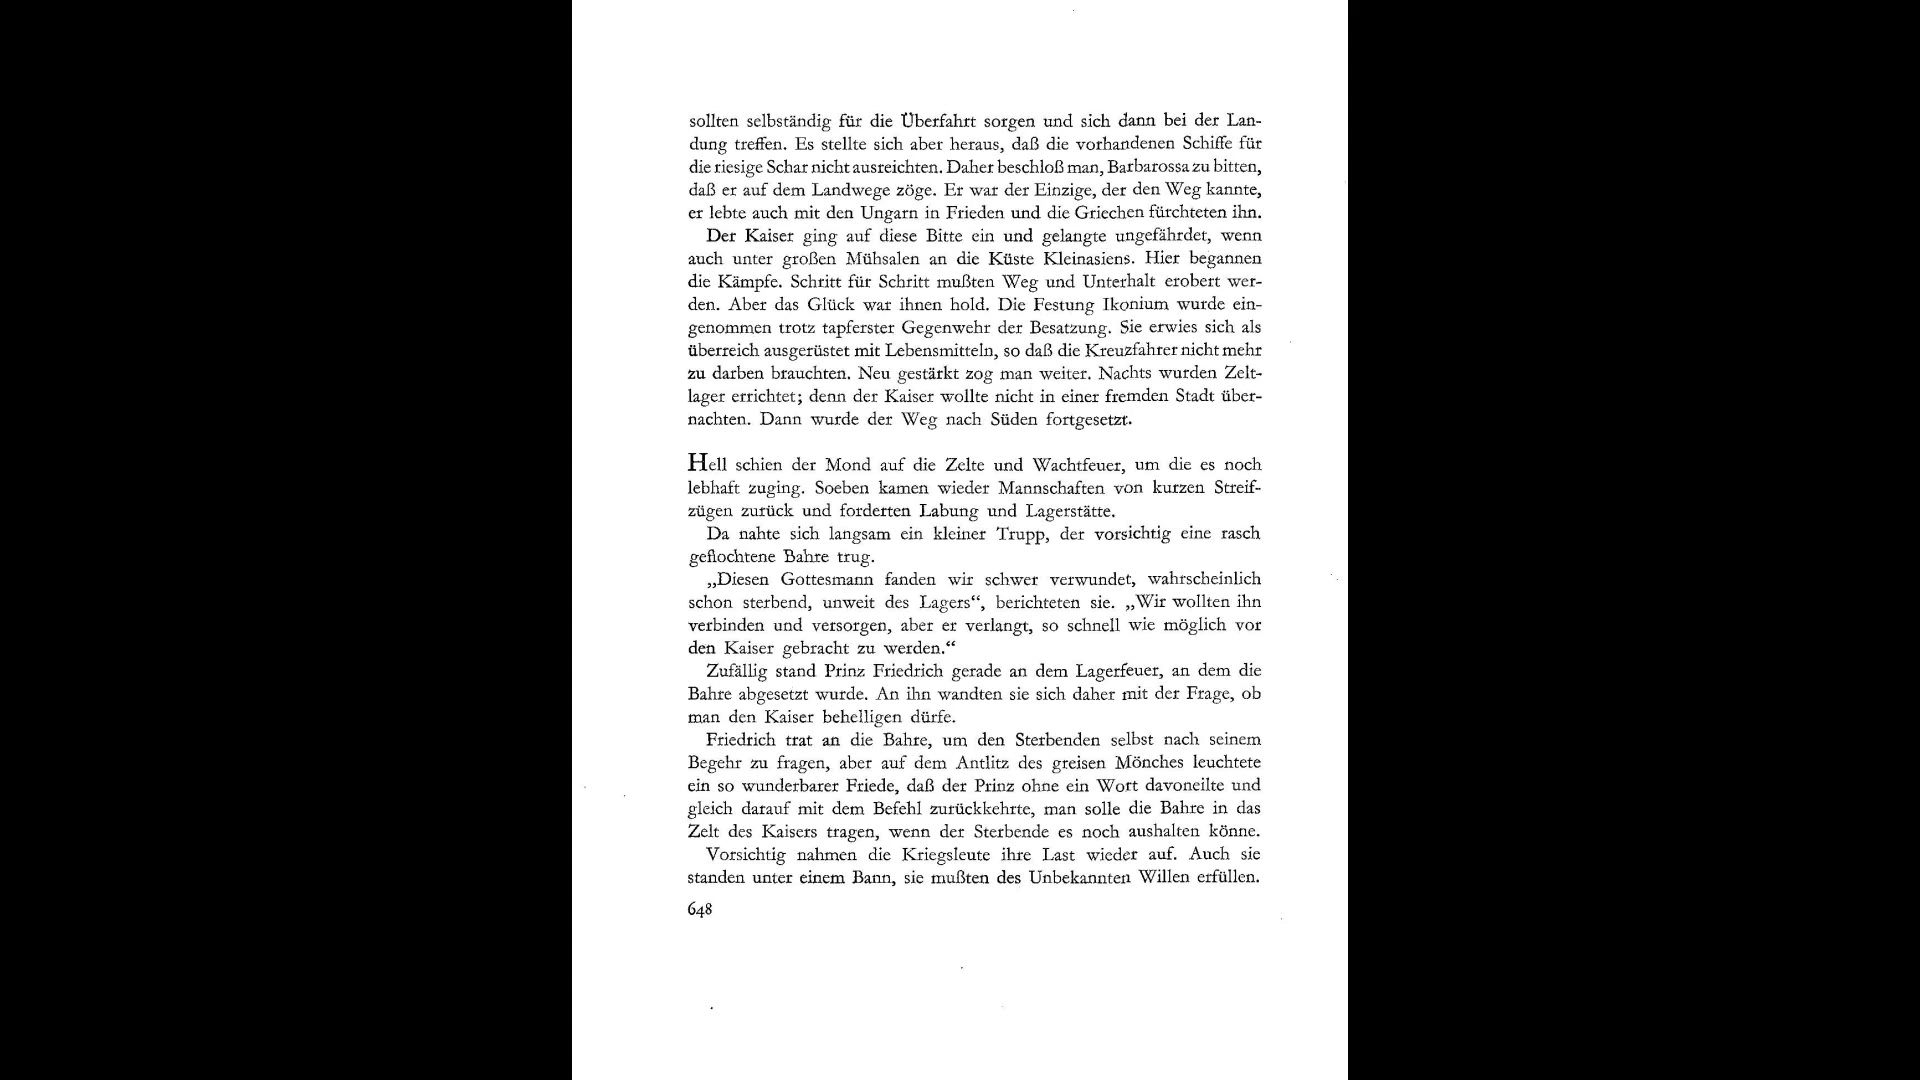 sollten selbständig für die Überfahrt sorgen und sich dann bei der Lan-
dung treffen. Es stellte sich aber heraus, daß die vorhandenen Schiffe für
die riesige Schar nicht ausreichten. Daher beschloß man, Barbarossa zu bitten,
daß er auf dem Landwege zöge. Er war der Einzige, der den Weg kannte,
er lebte auch mit den Ungarn in Frieden und die Griechen fürchteten ihn.
Der Kaiser ging auf diese Bitte ein und gelangte ungefährdet, wenn
auch unter großen Mühsalen an die Küste Kleinasiens. Hier begannen
die Kämpfe. Schritt für Schritt mußten Weg und Unterhalt erobert wer-
den. Aber das Glück war ihnen hold. Die Festung Ikonium wurde ein-
genommen trotz tapferster Gegenwehr der Besatzung. Sie erwies sich als
überreich ausgerüstet mit Lebensmitteln, so daß die Kreuzfahrer nicht mehr
zu darben brauchten. Neu gestärkt zog man weiter. Nachts wurden Zelt-
lager errichtet; denn der Kaiser wollte nicht in einer fremden Stadt über-
nachten. Dann wurde der Weg nach Süden fortgesetzt.
Hell schien der Mond auf die Zelte und Wachtfeuer, um die es noch
lebhaft zuging. Soeben kamen wieder Mannschaften von kurzen Streif-
zügen zurück und forderten Labung und Lagerstätte.
Da nahte sich langsam ein kleiner Trupp, der vorsichtig eine rasch
geflochtene Bahre trug.
„Diesen Gottesmann fanden wir schwer verwundet, wahrscheinlich
schon sterbend, unweit des Lagers“, berichteten sie. „Wir wollten ihn
verbinden und versorgen, aber er verlangt, so schnell wie möglich vor
den Kaiser gebracht zu werden.“
Zufällig stand Prinz Friedrich gerade an dem Lagerfeuer, an dem die
Bahre abgesetzt wurde. An ihn wandten sie sich daher mit der Frage, ob
man den Kaiser behelligen dürfe.
Friedrich trat an die Bahre, um den Sterbenden selbst nach seinem
Begehr zu fragen, aber auf dem Antlitz des greisen Mönches leuchtete
ein so wunderbarer Friede, daß der Prinz ohne ein Wort davoneilte und
gleich darauf mit dem Befehl zurückkehrte, man solle die Bahre in das
Zelt des Kaisers tragen, wenn der Sterbende es noch aushalten könne.
Vorsichtig nahmen die Kriegsleute ihre Last wieder auf. Auch sie
standen unter einem Bann, sie mußten des Unbekannten Willen erfüllen.
648